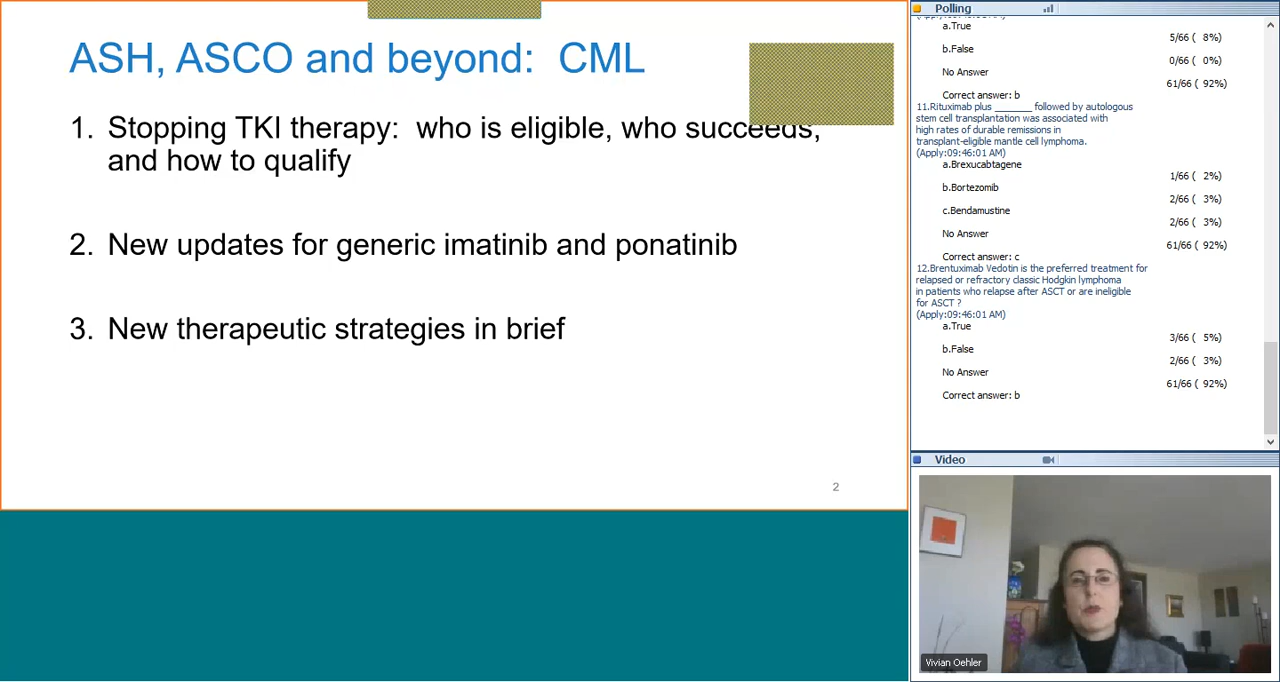 ASH, ASCO and beyond:  CML
1. Stopping TKI therapy:  who is eligible, who succeeds,
and how to qualify
2. New updates for generic imatinib and ponatinib
3. New therapeutic strategies in brief
2
Polling
a.True
5/66 (  8%)
b.False
0/66 (  0%)
No Answer
61/66 ( 92%)
Correct answer: b
11.Rituximab plus _______ followed by autologous
stem cell transplantation was associated with
high rates of durable remissions in
transplant-eligible mantle cell lymphoma.
(Apply:09:46:01 AM)
a.Brexucabtagene
1/66 (  2%)
b.Bortezomib
2/66 (  3%)
c.Bendamustine
2/66 (  3%)
No Answer
61/66 ( 92%)
Correct answer: c
12.Brentuximab Vedotin is the preferred treatment for
relapsed or refractory classic Hodgkin lymphoma
in patients who relapse after ASCT or are ineligible
for ASCT ?
(Apply:09:46:01 AM)
a.True
3/66 (  5%)
b.False
2/66 (  3%)
No Answer
61/66 ( 92%)
Correct answer: b
Video
Vivian Oehler